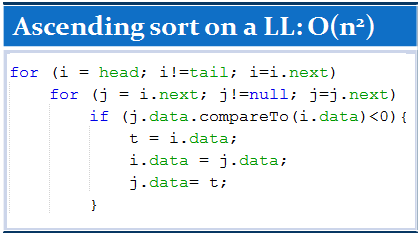 Ascending sort on a LL: O(n²)
for (i = head; i!=tail; i=i.next)
    for (j = i.next; j!=null; j=j.next)
        if (j.data.compareTo(i.data)<0){
            t = i.data;
            i.data = j.data;
            j.data= t;
        }